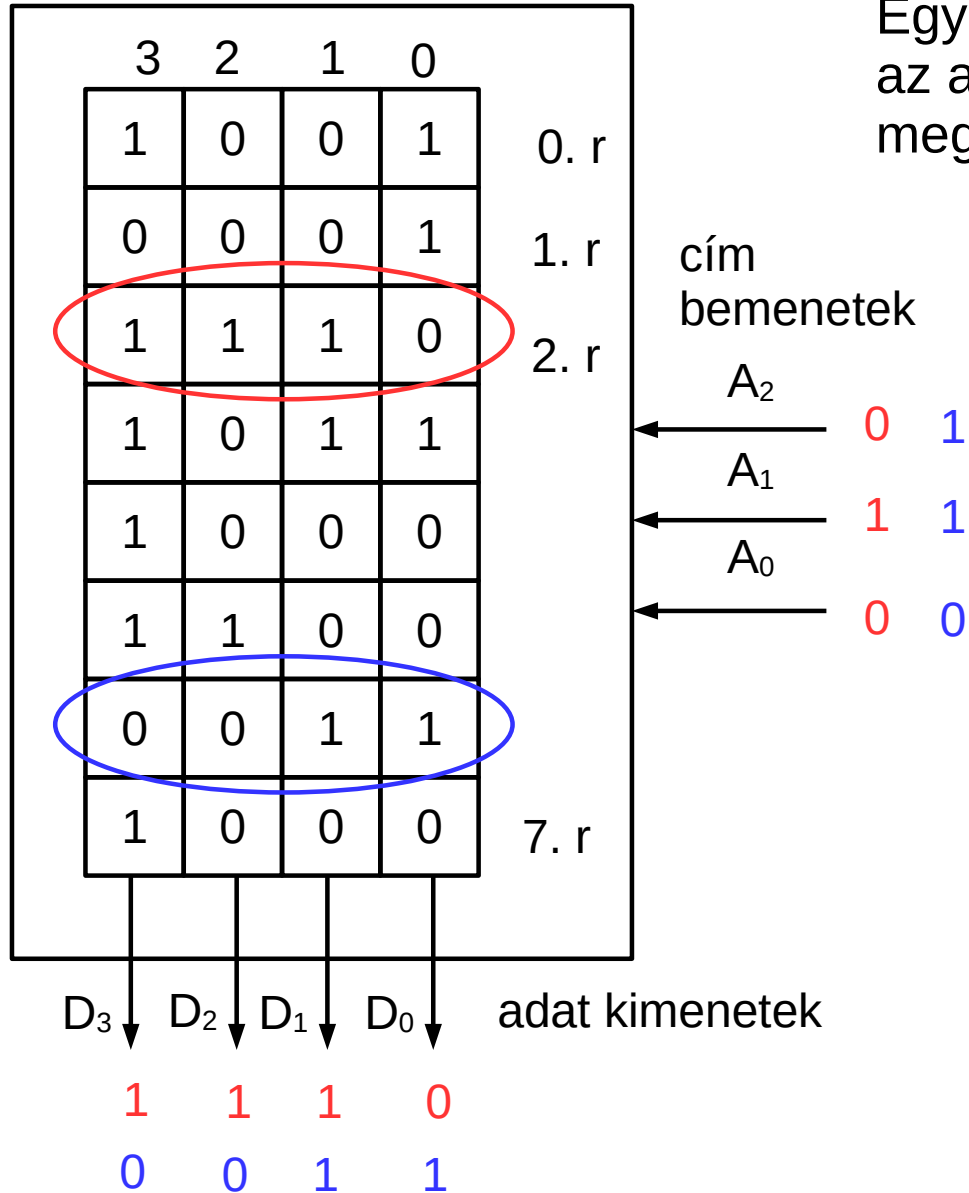 Egy
az a
meg
3 2 1 0
1 0 0 1 0. r
0 0 0 1 1. r
1 1 1 0 2. r
1 0 1 1
1 0 0 0
1 1 0 0
0 0 1 1
1 0 0 0 7. r
cím
bemenetek
A₂ 0 1
A₁ 1 1
A₀ 0 0
D₃ D₂ D₁ D₀ adat kimenetek
1 1 1 0
0 0 1 1